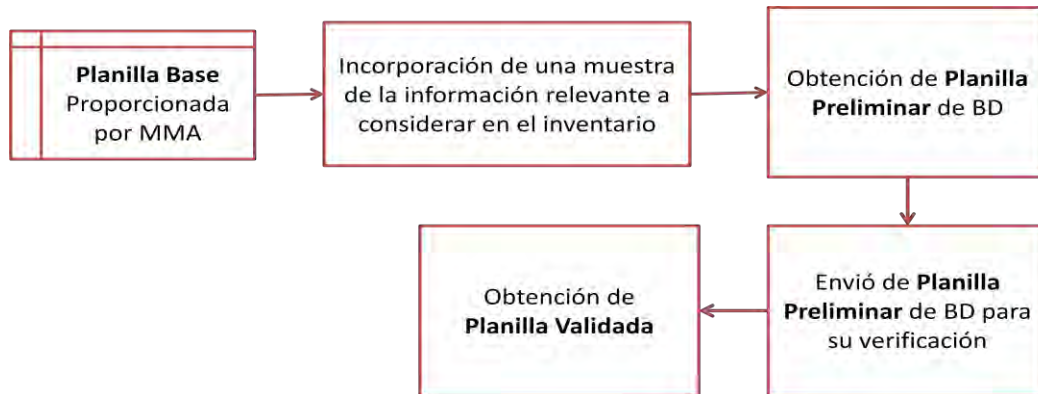 Planilla Base
Proporcionada
por MMA
Incorporación de una muestra
de la información relevante a
considerar en el inventario
Obtención de Planilla
Preliminar de BD
Envió de Planilla
Preliminar de BD para
su verificación
Obtención de
Planilla Validada